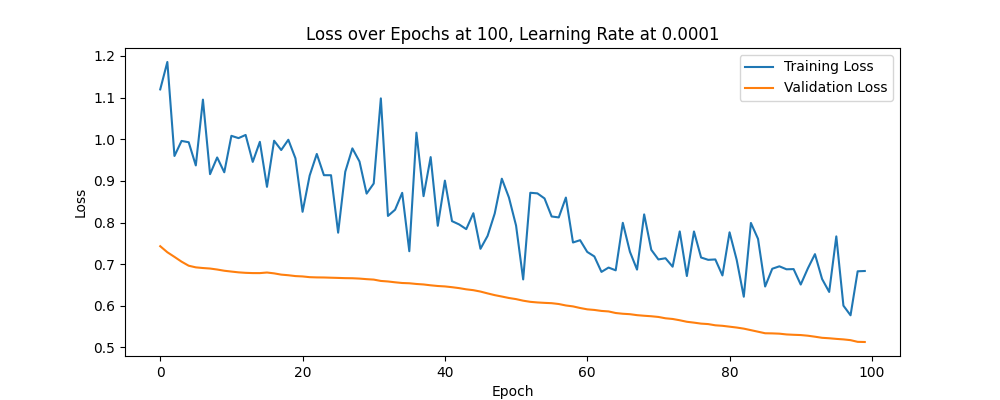 Loss over Epochs at 100, Learning Rate at 0.0001
Training Loss
Validation Loss
1.2
1.1
1.0
0.9
0.8
0.7
0.6
0.5
Loss
0
20
40
60
80
100
Epoch